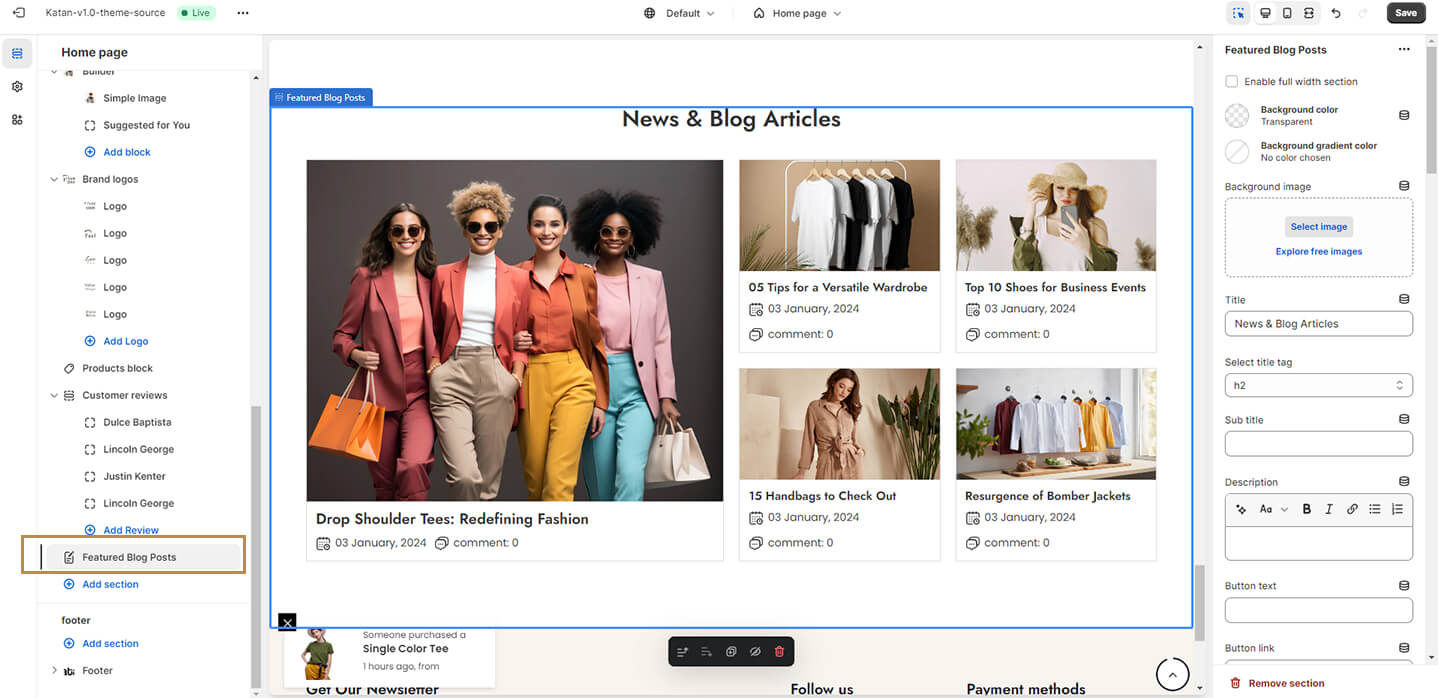 Katan-v1.0-theme-source
Live
Default
Home page
Save
Home page
Builder
Simple Image
Suggested for You
Add block
Brand logos
Logo
Logo
Logo
Logo
Logo
Add Logo
Products block
Customer reviews
Dulce Baptista
Lincoln George
Justin Kenter
Lincoln George
Add Review
Featured Blog Posts
Add section
footer
Add section
Footer
Featured Blog Posts
News & Blog Articles
Drop Shoulder Tees: Redefining Fashion
03 January, 2024 comment: 0
05 Tips for a Versatile Wardrobe
03 January, 2024
comment: 0
Top 10 Shoes for Business Events
03 January, 2024
comment: 0
15 Handbags to Check Out
03 January, 2024
comment: 0
Resurgence of Bomber Jackets
03 January, 2024
comment: 0
Someone purchased a
Single Color Tee
1 hours ago, from
Get Our Newsletter
Follow us
Payment methods
Featured Blog Posts
Enable full width section
Background color
Transparent
Background gradient color
No color chosen
Background image
Select image
Explore free images
Title
News & Blog Articles
Select title tag
h2
Sub title
Description
Aa B I
Button text
Button link
Remove section